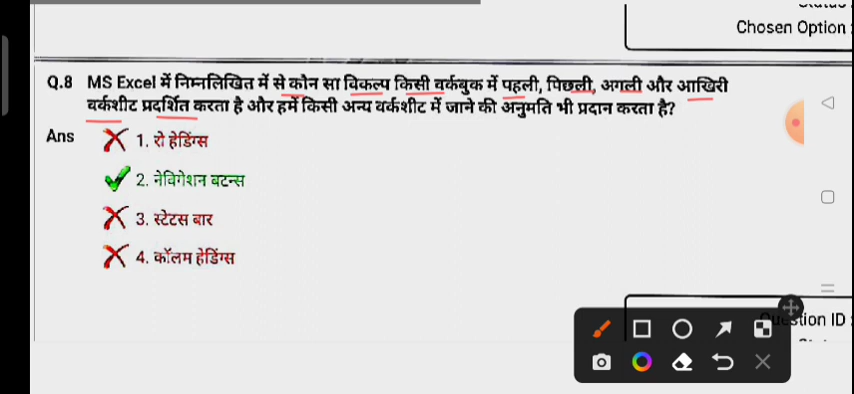 Chosen Option :
Q.8 MS Excel में निम्नलिखित में से कौन सा विकल्प किसी वर्कबुक में पहली, पिछली, अगली और आखिरी
वर्कशीट प्रदर्शित करता है और हमें किसी अन्य वर्कशीट में जाने की अनुमति भी प्रदान करता है?
Ans 1. रो हेडिंग्स
2. नेविगेशन बटन्स
3. स्टेटस बार
4. कॉलम हेडिंग्स
Question ID :